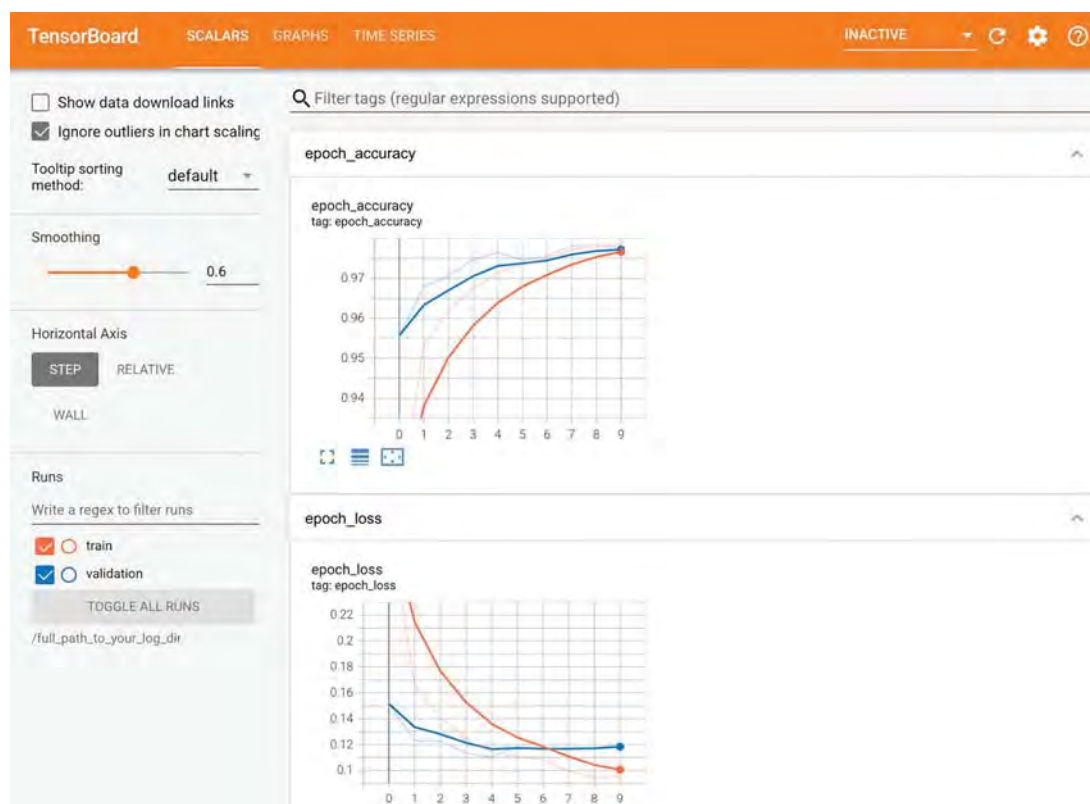 TensorBoard SCALARS GRAPHS TIME SERIES INACTIVE
Show data download links
Ignore outliers in chart scaling
Tooltip sorting method: default
Smoothing
0.6
Horizontal Axis
STEP RELATIVE
WALL
Runs
Write a regex to filter runs
train
validation
TOGGLE ALL RUNS
/full_path_to_your_log_dir
Filter tags (regular expressions supported)
epoch_accuracy
epoch_accuracy
tag: epoch_accuracy
0.97
0.96
0.95
0.94
0 1 2 3 4 5 6 7 8 9
epoch_loss
epoch_loss
tag: epoch_loss
0.22
0.2
0.18
0.16
0.14
0.12
0.1
0 1 2 3 4 5 6 7 8 9